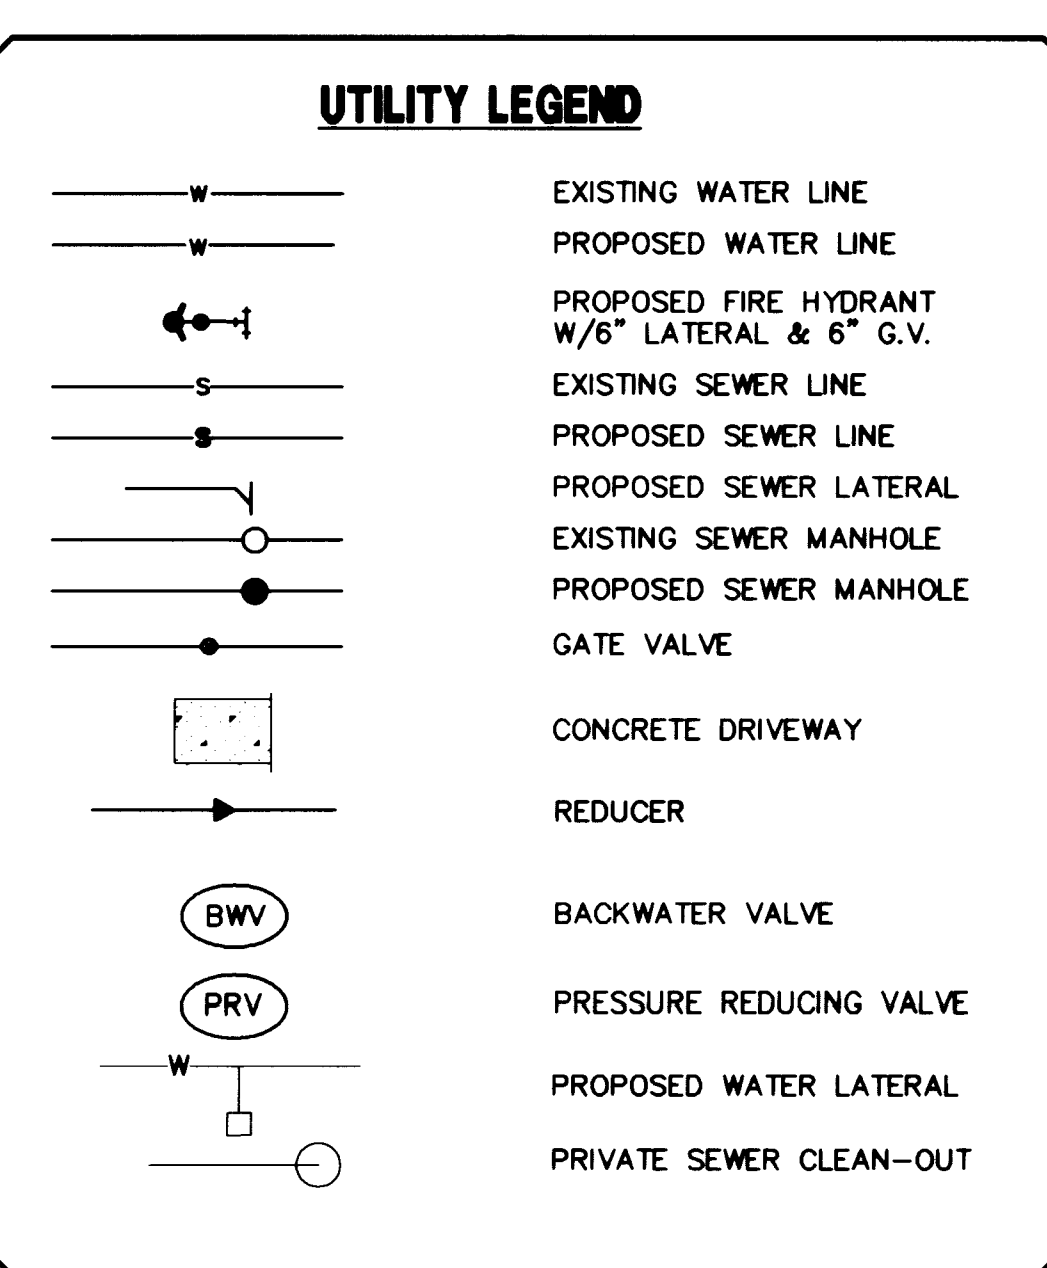 UTILITY LEGEND
W EXISTING WATER LINE
W PROPOSED WATER LINE
PROPOSED FIRE HYDRANT
W/6" LATERAL & 6" G.V.
S EXISTING SEWER LINE
S PROPOSED SEWER LINE
PROPOSED SEWER LATERAL
EXISTING SEWER MANHOLE
PROPOSED SEWER MANHOLE
GATE VALVE
CONCRETE DRIVEWAY
REDUCER
BWV BACKWATER VALVE
PRV PRESSURE REDUCING VALVE
W
PROPOSED WATER LATERAL
PRIVATE SEWER CLEAN-OUT